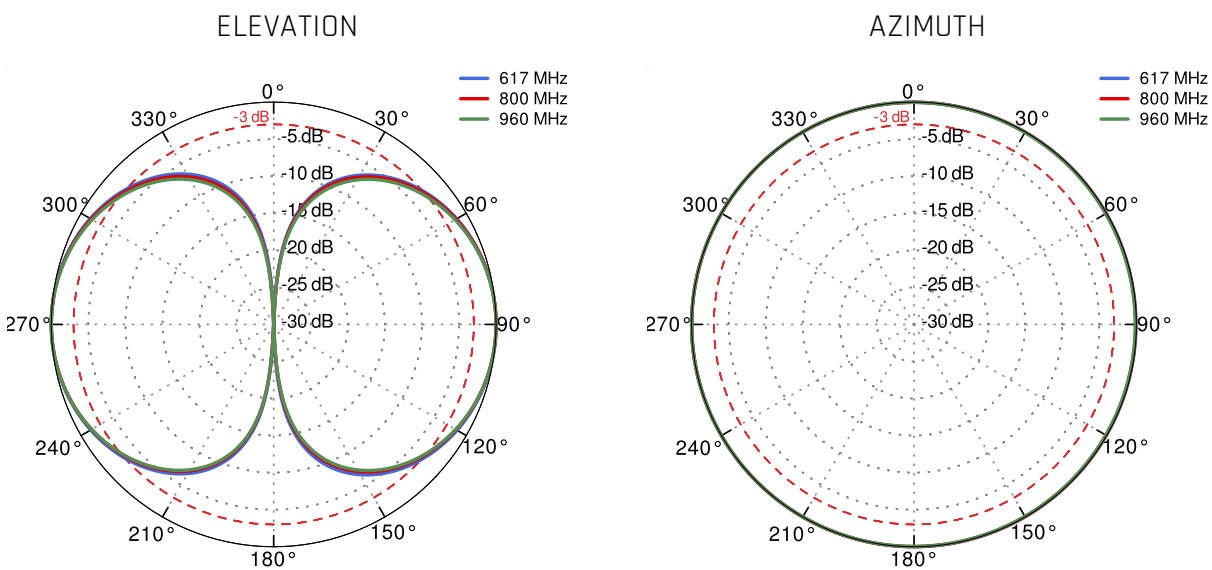 ELEVATION
617 MHz
800 MHz
960 MHz
0°
-3 dB
330°
30°
-5 dB
-10 dB
300°
60°
-15 dB
-20 dB
-25 dB
270°
-30 dB
90°
240°
120°
210°
150°
180°
AZIMUTH
617 MHz
800 MHz
960 MHz
0°
-3 dB
330°
30°
-5 dB
-10 dB
300°
60°
-15 dB
-20 dB
-25 dB
270°
-30 dB
90°
240°
120°
210°
150°
180°